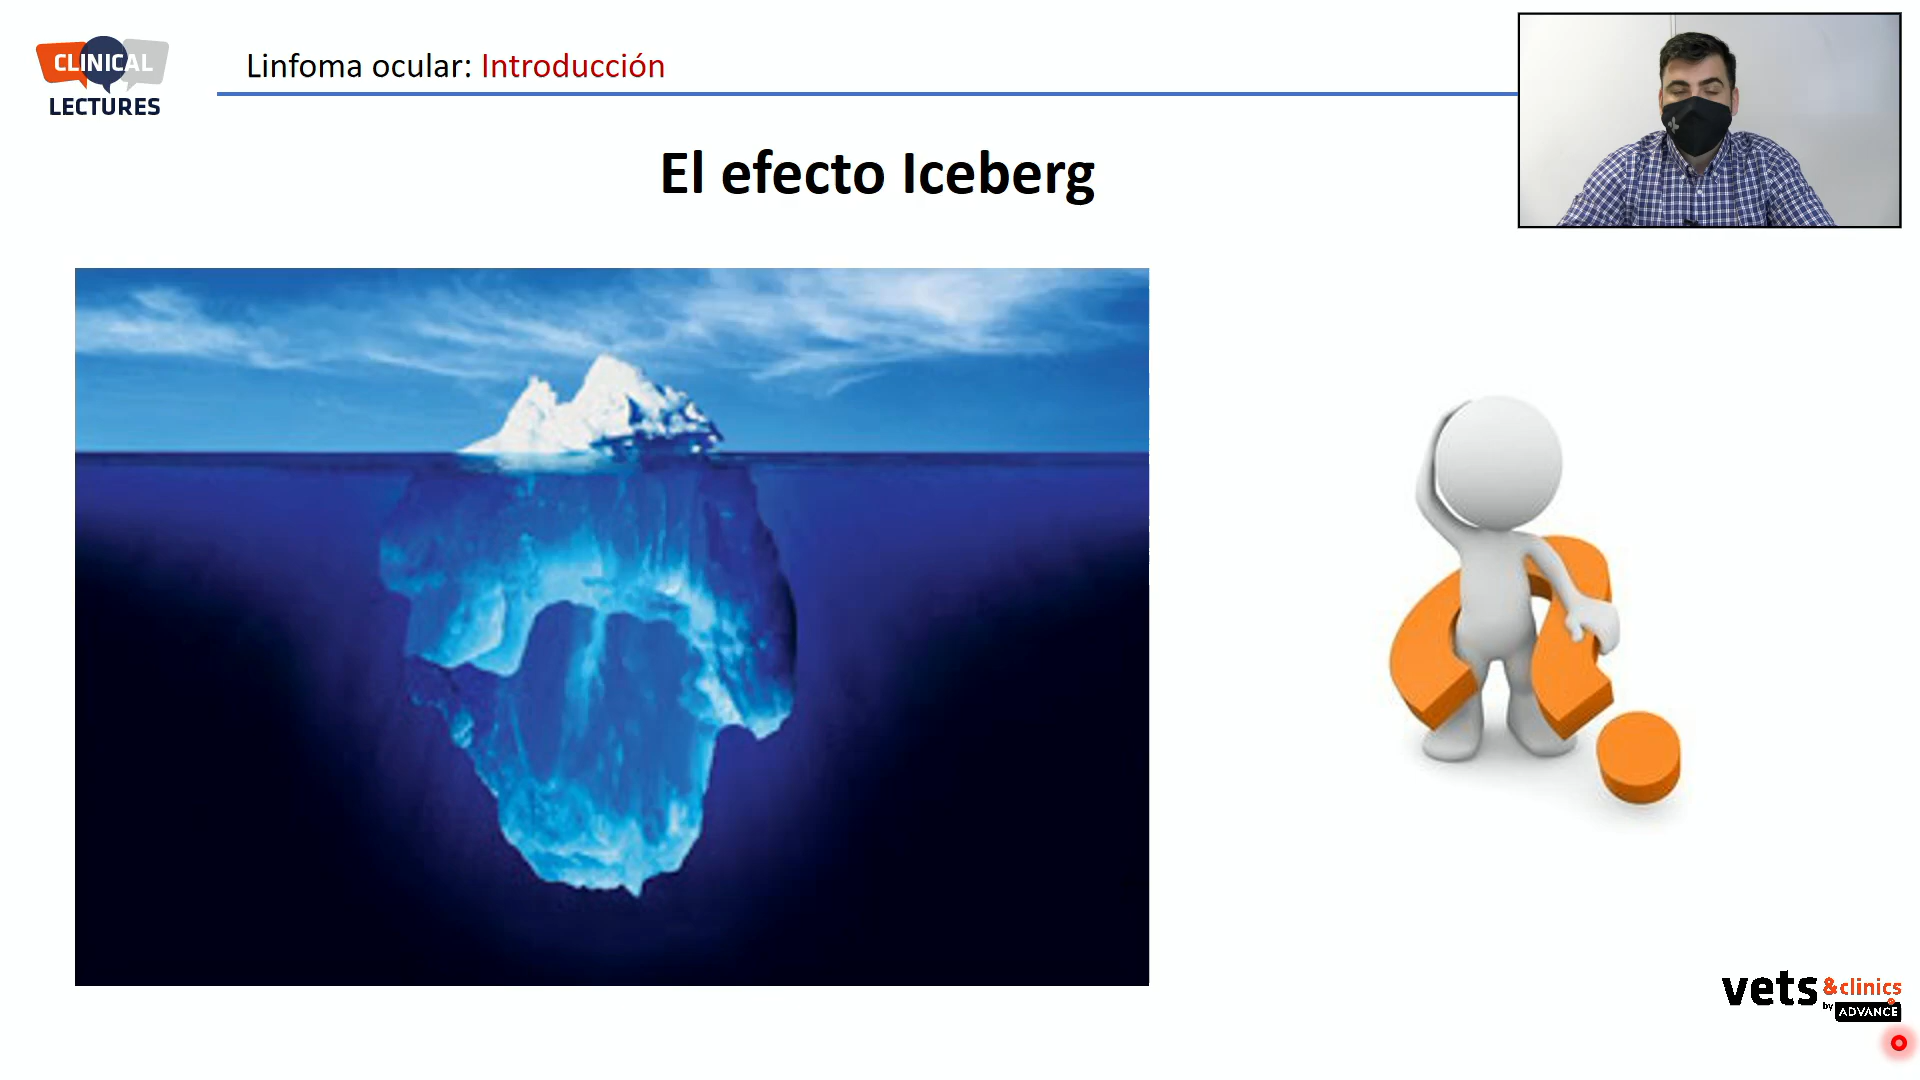 CLINICAL
LECTURES
Linfoma ocular: Introducción
El efecto Iceberg
vets &clinics
by ADVANCE